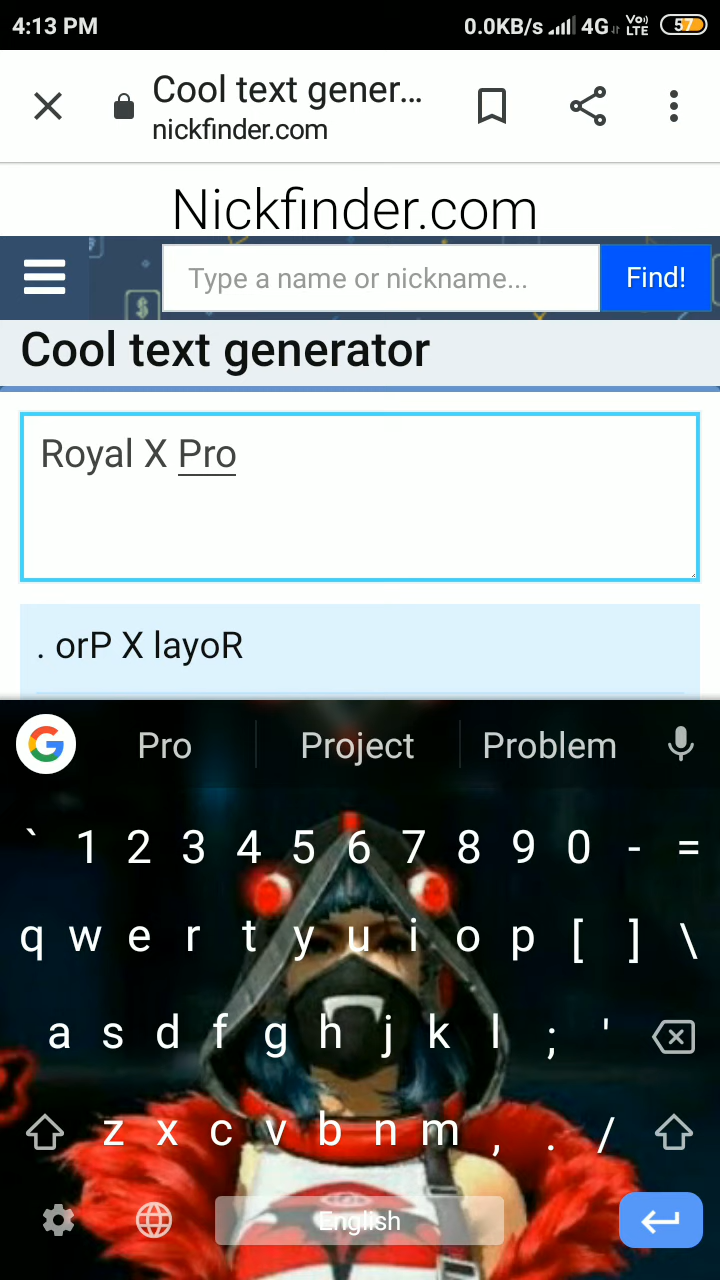 4:13 PM 0.0KB/s 4G Vo)) LTE 57
Cool text gener...
nickfinder.com
Nickfinder.com
$
Type a name or nickname... Find!
Cool text generator
Royal X Pro
. orP X layoR
G Pro Project Problem
` 1 2 3 4 5 6 7 8 9 0 - =
q w e r t y u i o p [ ] \
a s d f g h j k l ; '
z x c v b n m , . /
English